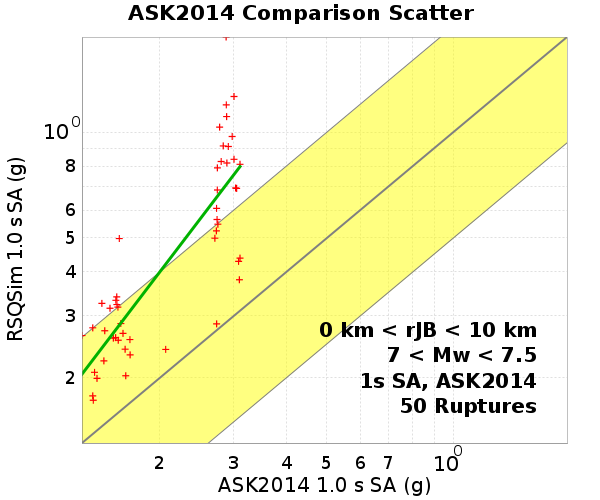 ASK2014 Comparison Scatter
RSQSim 1.0 s SA (g)
10^0
8
6
5
4
3
2
0 km < rJB < 10 km
7 < Mw < 7.5
1s SA, ASK2014
50 Ruptures
2 3 4 5 6 7 10^0
ASK2014 1.0 s SA (g)